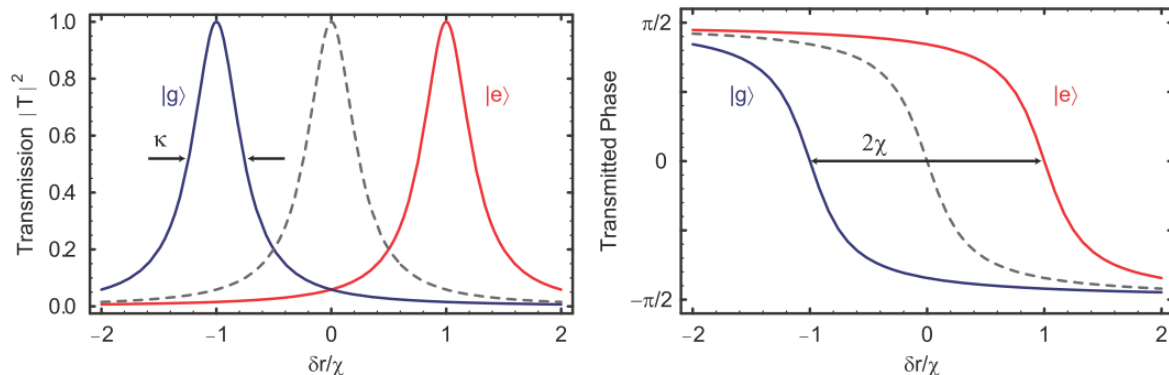 Transmission |T|²
1.0
0.8
0.6
0.4
0.2
0.0
|g⟩
|e⟩
κ
−2
−1
0
1
2
δr/χ
Transmitted Phase
π/2
0
−π/2
|g⟩
|e⟩
2χ
−2
−1
0
1
2
δr/χ